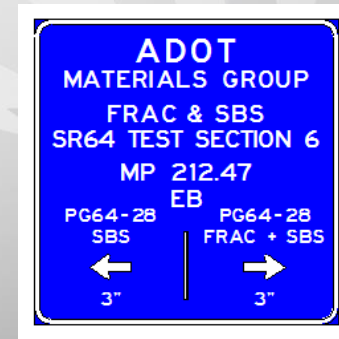 ADOT
MATERIALS GROUP
FRAC & SBS
SR64 TEST SECTION 6
MP 212.47
EB
PG64-28
SBS
3"
PG64-28
FRAC + SBS
3"